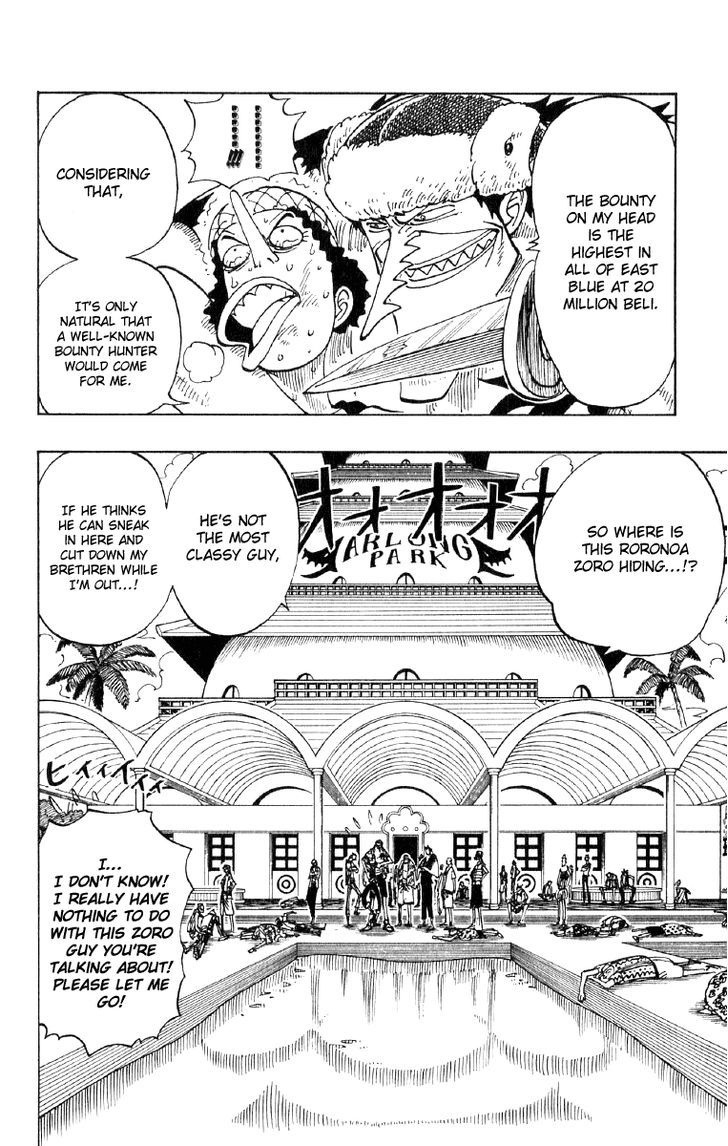 THE BOUNTY
ON MY HEAD
IS THE
HIGHEST IN
ALL OF EAST
BLUE AT 20
MILLION BELI.
CONSIDERING
THAT,
IT'S ONLY
NATURAL THAT
A WELL-KNOWN
BOUNTY HUNTER
WOULD COME
FOR ME.
SO WHERE IS
THIS RORONOA
ZORO HIDING...!?
オオオオオ
ARLONG
PARK
HE'S NOT
THE MOST
CLASSY GUY,
IF HE THINKS
HE CAN SNEAK
IN HERE AND
CUT DOWN MY
BRETHREN WHILE
I'M OUT...!
ヒィィイィィ
I...
I DON'T KNOW!
I REALLY HAVE
NOTHING TO DO
WITH THIS ZORO
GUY YOU'RE
TALKING ABOUT!
PLEASE LET ME
GO!